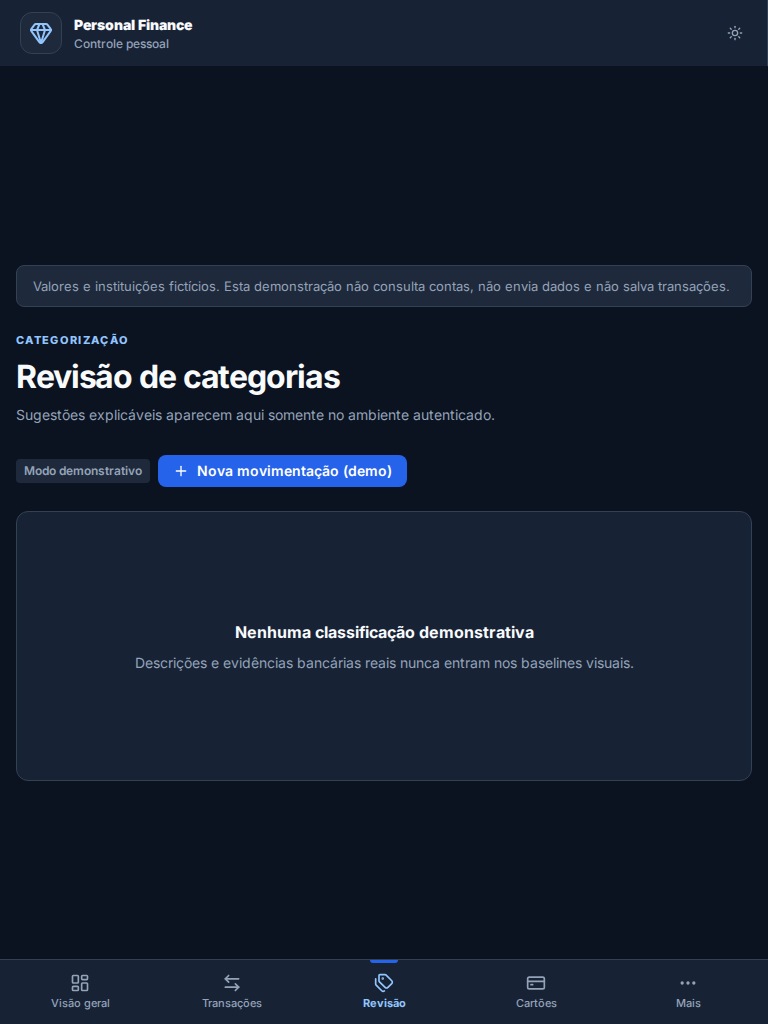 Personal Finance
Controle pessoal
Valores e instituições fictícios. Esta demonstração não consulta contas, não envia dados e não salva transações.
CATEGORIZAÇÃO
Revisão de categorias
Sugestões explicáveis aparecem aqui somente no ambiente autenticado.
Modo demonstrativo
Nova movimentação (demo)
Nenhuma classificação demonstrativa
Descrições e evidências bancárias reais nunca entram nos baselines visuais.
Visão geral
Transações
Revisão
Cartões
Mais